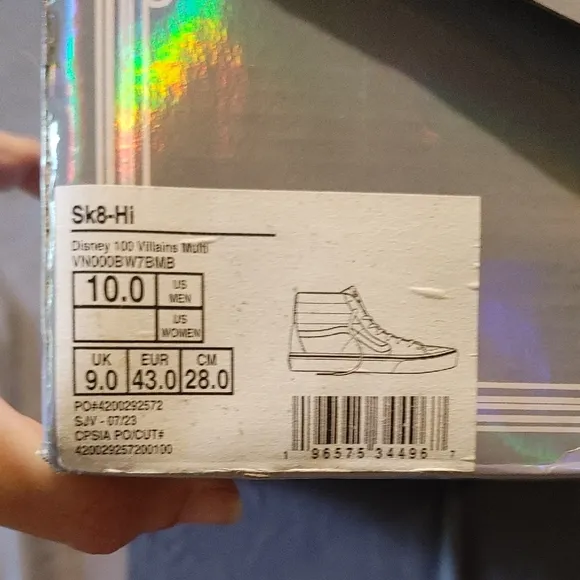 Sk8-Hi
Disney 100 Villains Multi
VN000BW7BMB
10.0 US MEN
US WOMEN
UK EUR CM
9.0 43.0 28.0
PO#4200292572
SJV - 07/23
CPSIA PO/CUT#
420029257200100
1 96575 34496 7